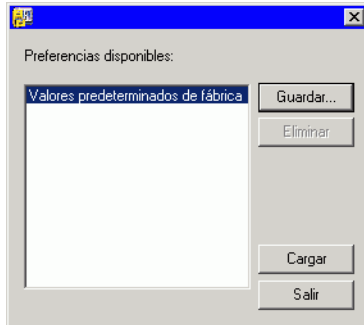 Preferencias disponibles:
Valores predeterminados de fábrica
Guardar...
Eliminar
Cargar
Salir